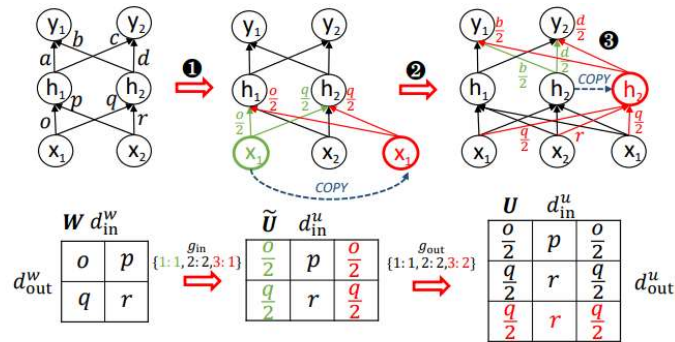 y₁ y₂
a b c d
h₁ h₂
o p q r
x₁ x₂
❶
y₁ y₂
h₁ o/2 q/2 h₂ q/2
o/2 q/2
x₁ x₂ x₁
COPY
❷
y₁ b/2 y₂ d/2 ❸
b/2 d/2
COPY
h₁ h₂ h₂
q/2 r q/2
x₁ x₂ x₁
W d_in^w
d_out^w
o p
q r
g_in
{1: 1, 2: 2, 3: 1}
Ũ d_in^u
o/2 p o/2
q/2 r q/2
g_out
{1: 1, 2: 2, 3: 2}
U d_in^u
o/2 p o/2
q/2 r q/2
q/2 r q/2
d_out^u